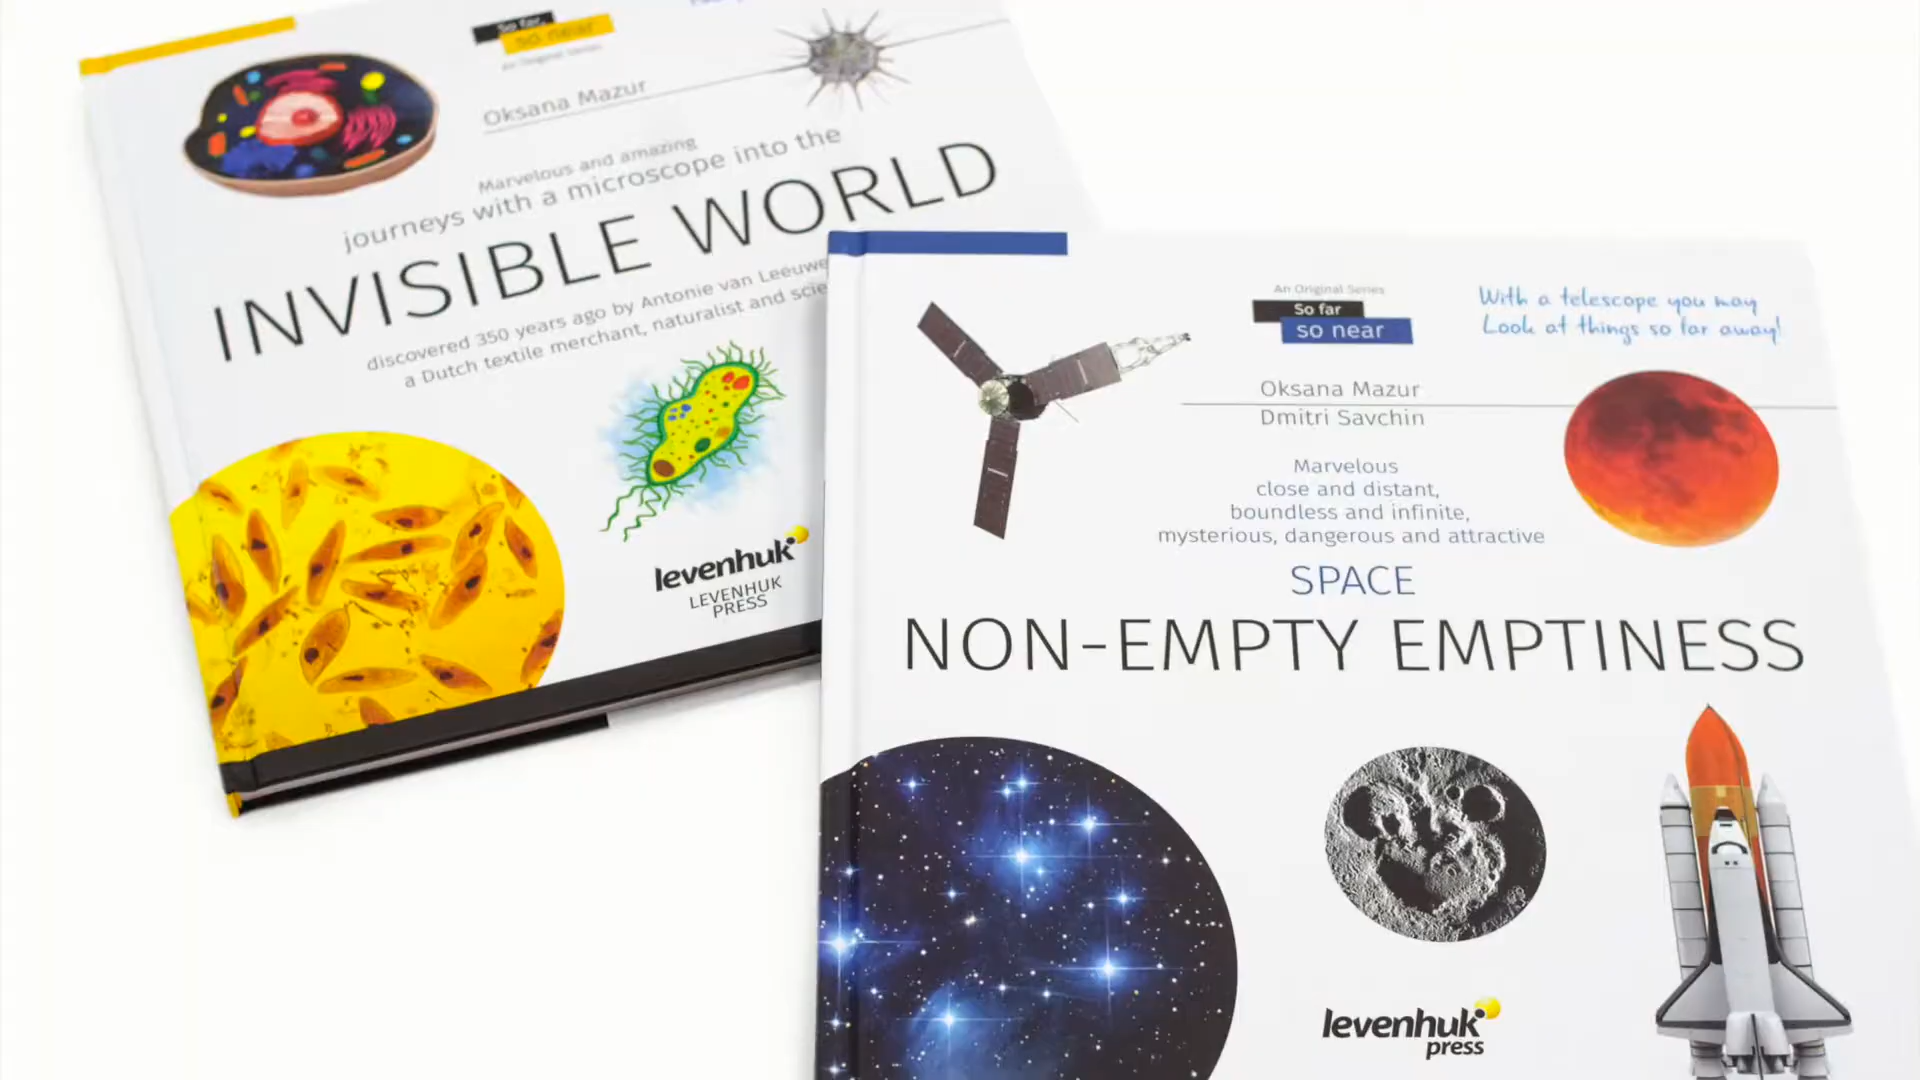 So far,
so near
An Original Series
Oksana Mazur
Marvelous and amazing
journeys with a microscope into the
INVISIBLE WORLD
discovered 350 years ago by Antonie van Leeuwe
a Dutch textile merchant, naturalist and scie
levenhuk
LEVENHUK
PRESS
An Original Series
So far
so near
With a telescope you may
Look at things so far away!
Oksana Mazur
Dmitri Savchin
Marvelous
close and distant,
boundless and infinite,
mysterious, dangerous and attractive
SPACE
NON-EMPTY EMPTINESS
levenhuk
press